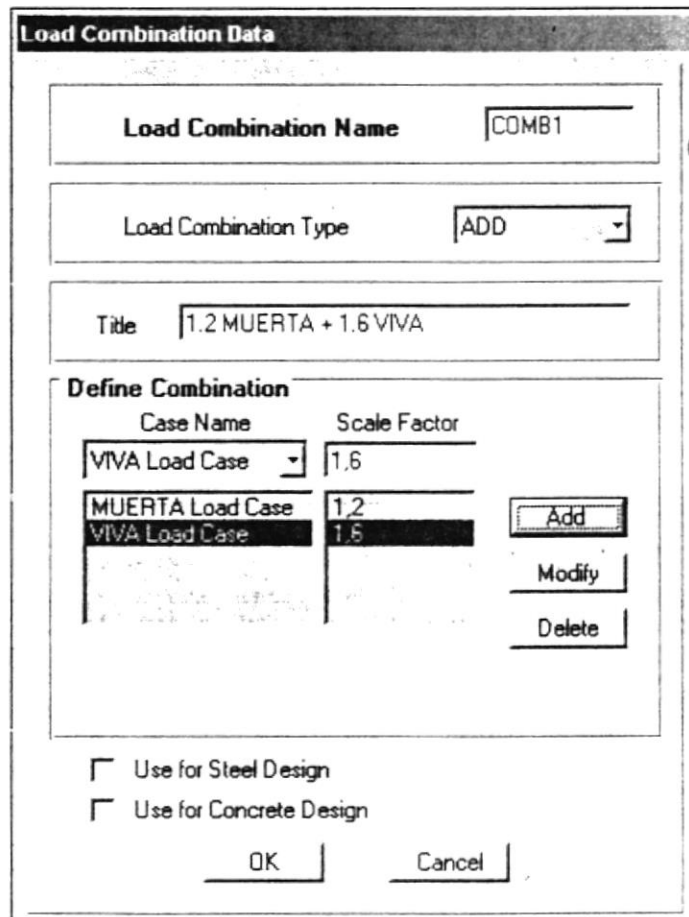 Load Combination Data
Load Combination Name COMB1
Load Combination Type ADD
Title 1.2 MUERTA + 1.6 VIVA
Define Combination
Case Name Scale Factor
VIVA Load Case 1,6
MUERTA Load Case 1,2
VIVA Load Case 1,6
Add
Modify
Delete
Use for Steel Design
Use for Concrete Design
OK Cancel